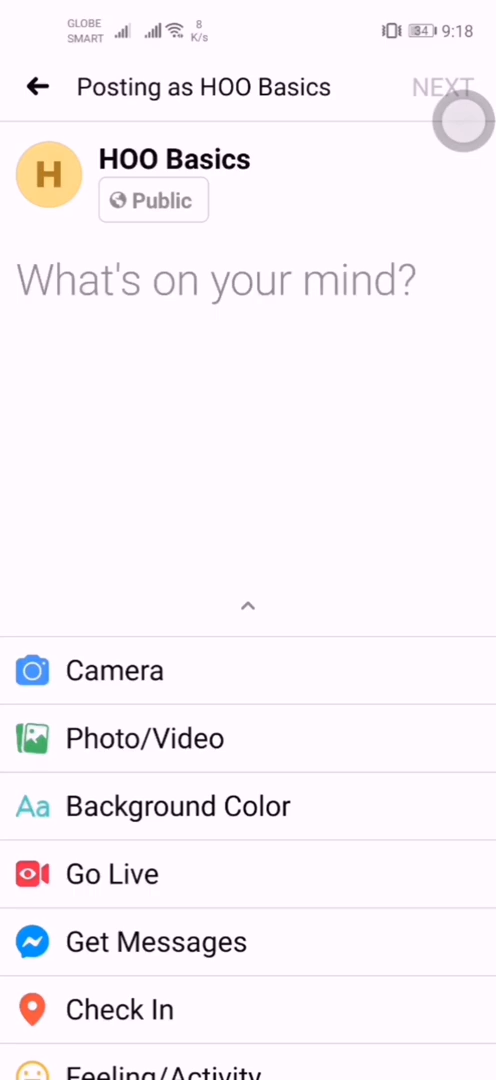 GLOBE
SMART
8
K/s
34
9:18
Posting as HOO Basics
NEXT
H
HOO Basics
Public
What's on your mind?
Camera
Photo/Video
Aa Background Color
Go Live
Get Messages
Check In
Feeling/Activity